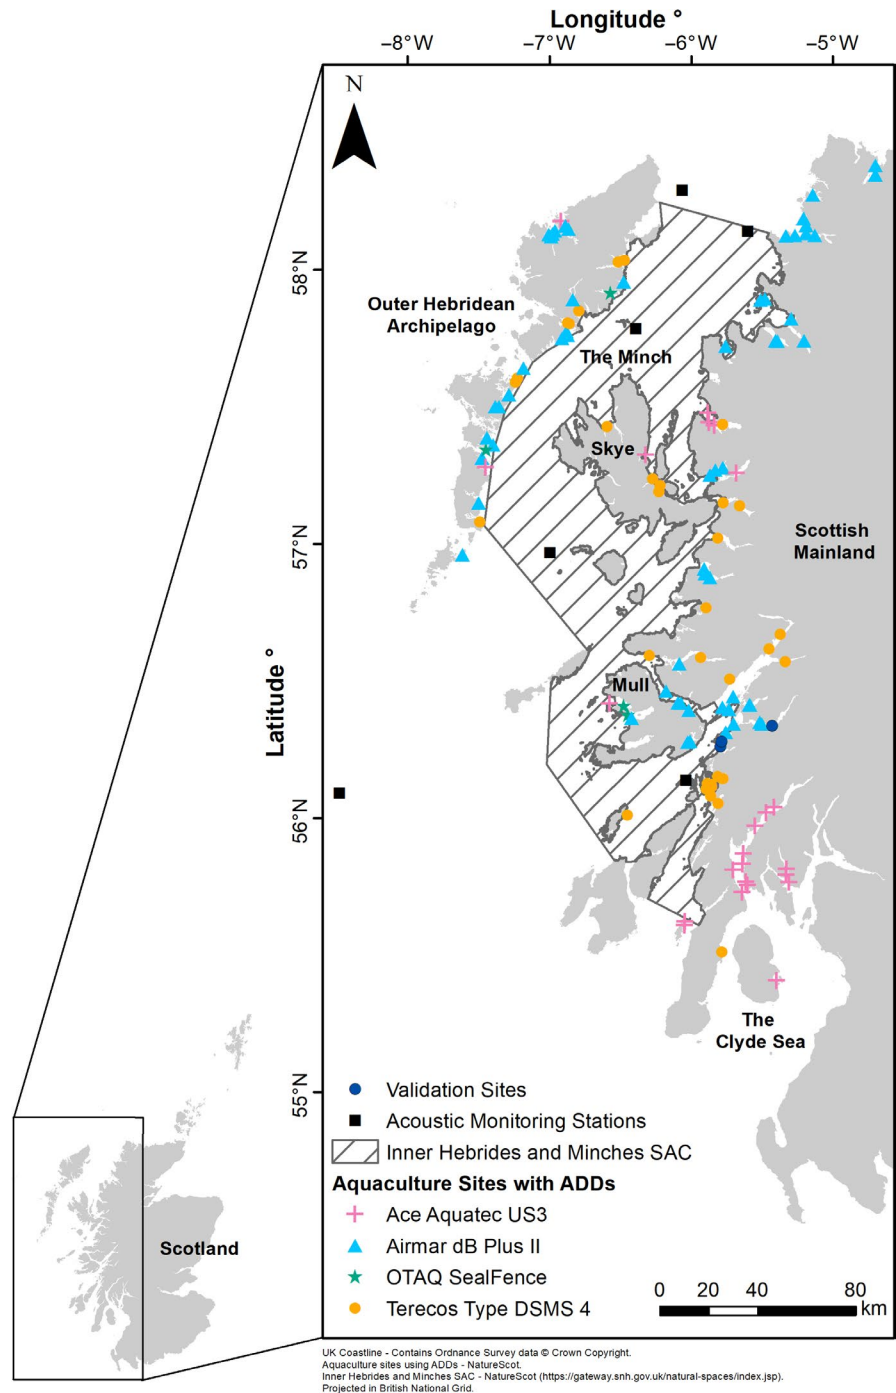 Longitude °
−8°W
−7°W
−6°W
−5°W
N
58°N
Outer Hebridean
Archipelago
The Minch
Skye
57°N
Scottish
Mainland
Latitude °
Mull
56°N
The
Clyde Sea
55°N
Validation Sites
Acoustic Monitoring Stations
Inner Hebrides and Minches SAC
Aquaculture Sites with ADDs
Ace Aquatec US3
Airmar dB Plus II
OTAQ SealFence
Terecos Type DSMS 4
0 20 40 80
km
Scotland
UK Coastline - Contains Ordnance Survey data © Crown Copyright.
Aquaculture sites using ADDs - NatureScot.
Inner Hebrides and Minches SAC - NatureScot (https://gateway.snh.gov.uk/natural-spaces/index.jsp).
Projected in British National Grid.